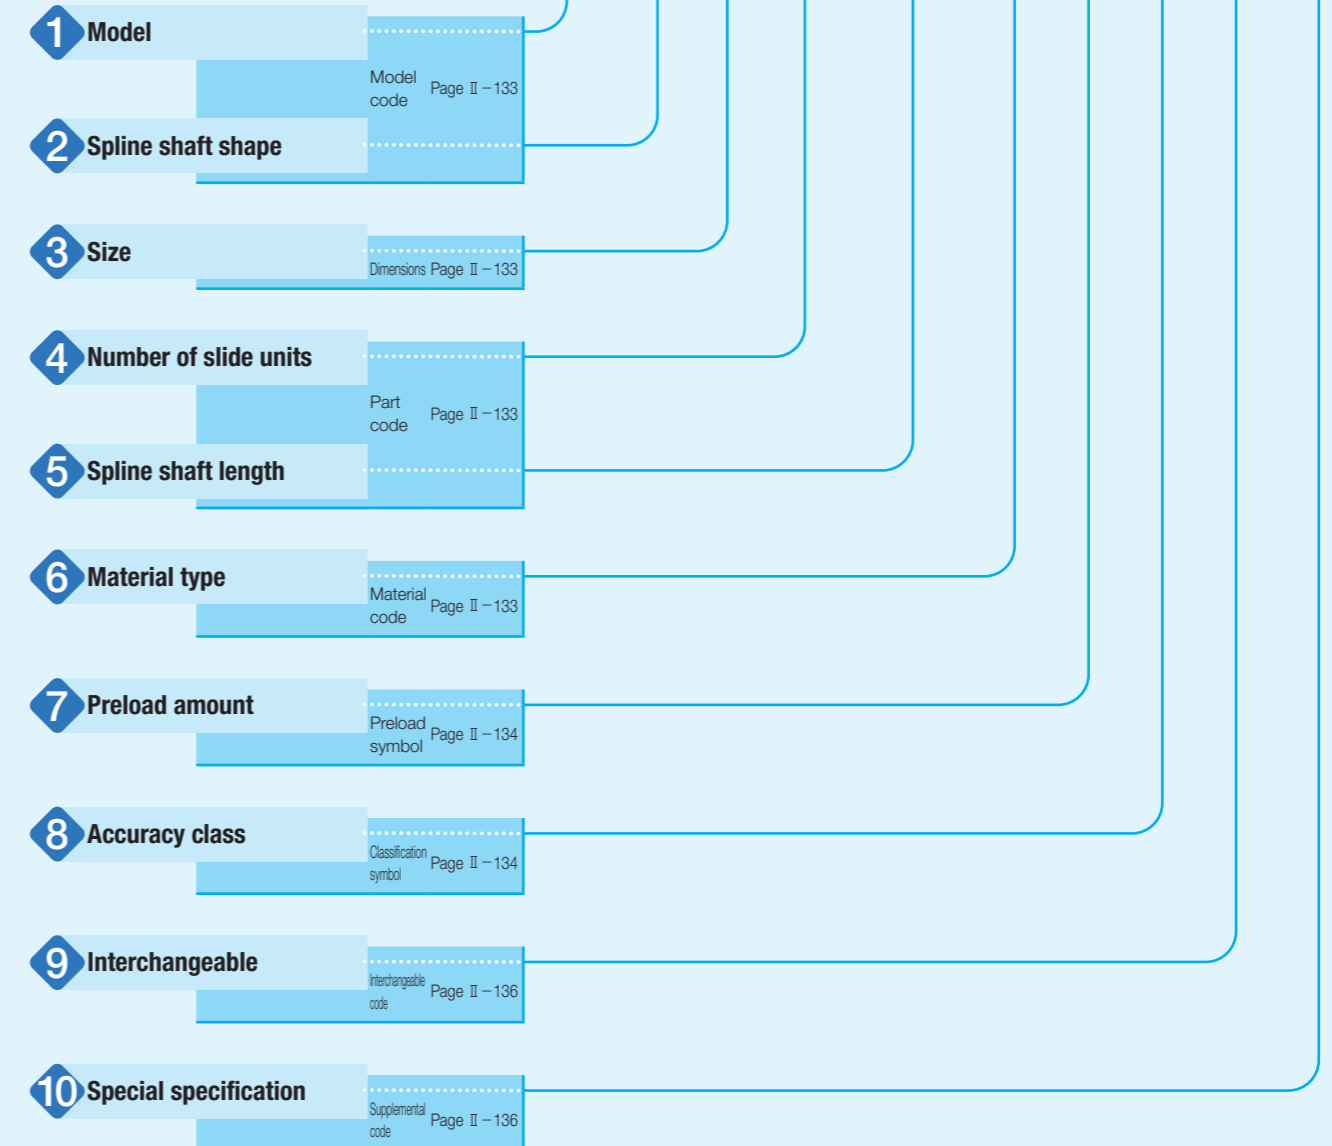 1 Model
Model
code
Page Ⅱ-133
2 Spline shaft shape
3 Size
Dimensions Page Ⅱ-133
4 Number of slide units
Part
code
Page Ⅱ-133
5 Spline shaft length
6 Material type
Material
code
Page Ⅱ-133
7 Preload amount
Preload
symbol
Page Ⅱ-134
8 Accuracy class
Classification
symbol
Page Ⅱ-134
9 Interchangeable
Interchangeable
code
Page Ⅱ-136
10 Special specification
Supplemental
code
Page Ⅱ-136